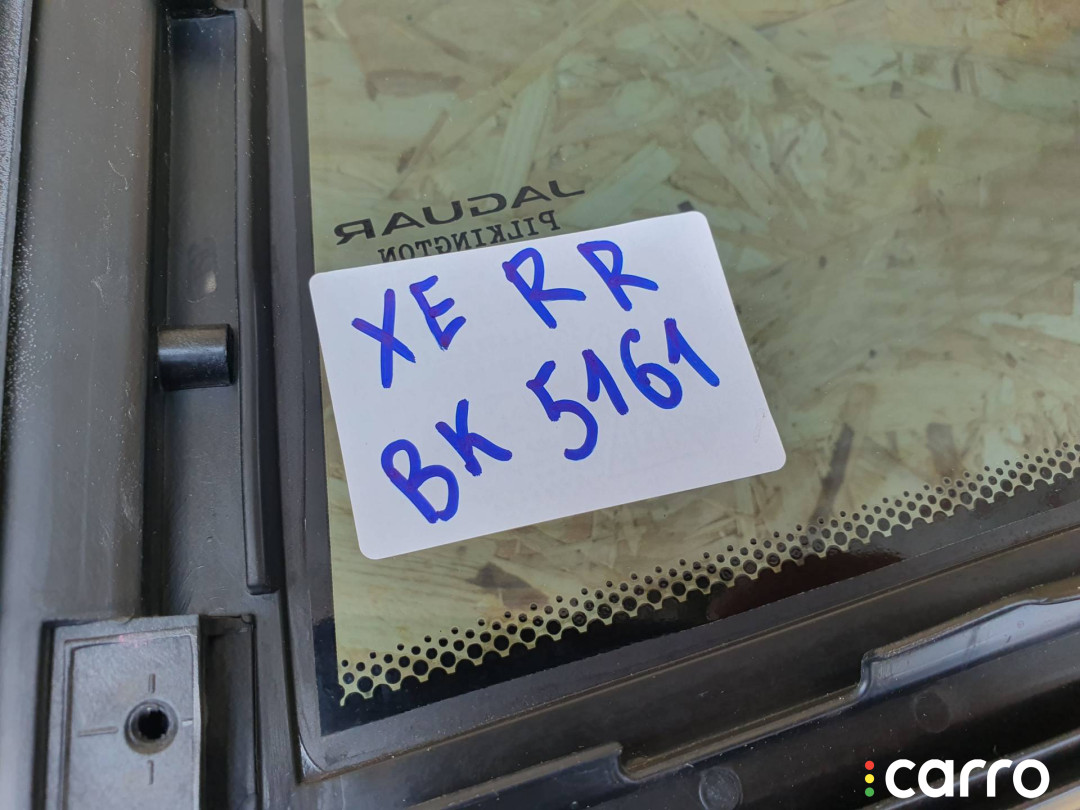 JAGUAR
PILKINGTON
XE RR
BK 5161
carro